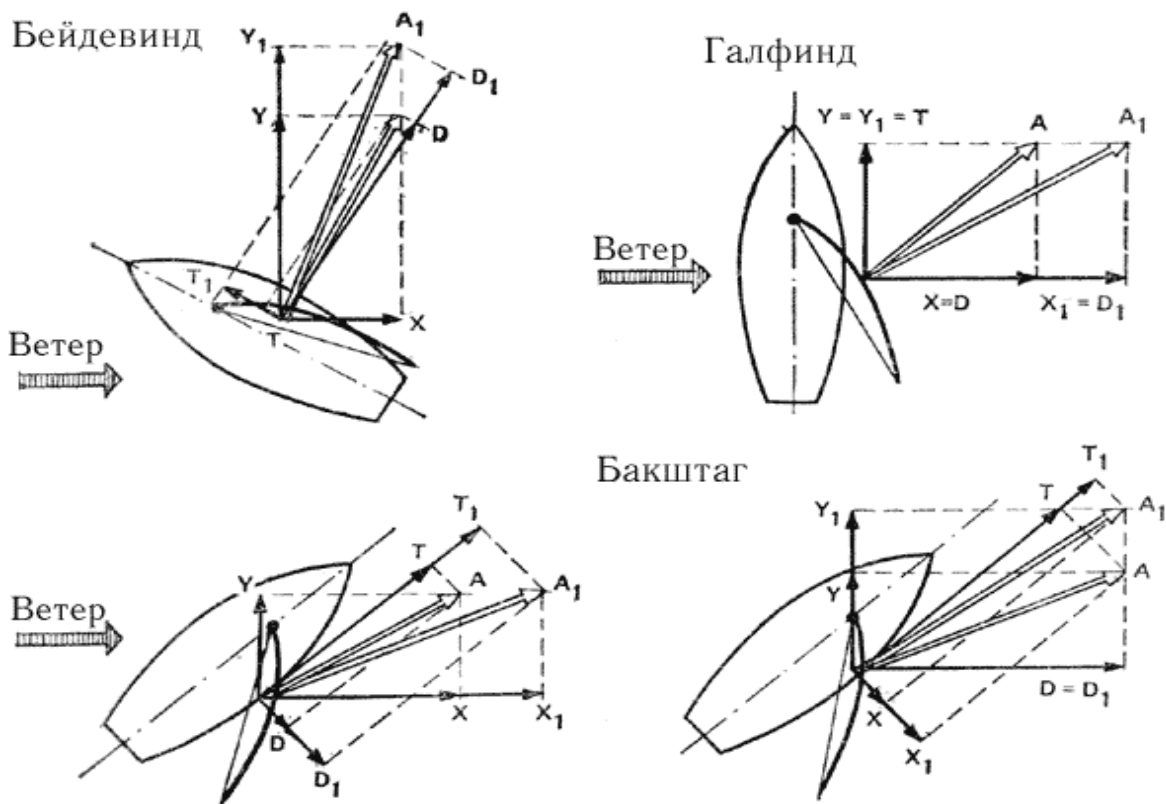 Бейдевинд
Y₁
A₁
D₁
Y
D
T₁
T
X
Ветер
Галфинд
Y = Y₁ = T
A
A₁
Ветер
X=D
X₁ = D₁
Ветер
T₁
T
Y
A
A₁
X
X₁
D
D₁
Бакштаг
T₁
T
Y₁
A₁
A
Y
D = D₁
X
X₁